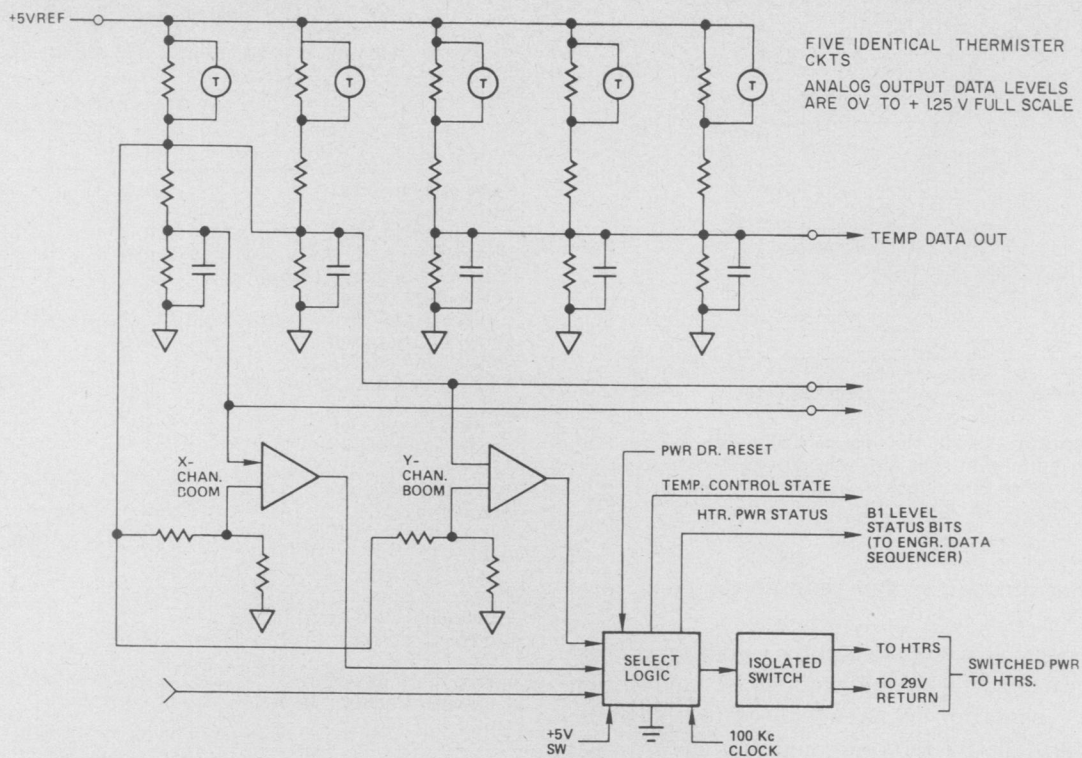 +5VREF
T
T
T
T
T
FIVE IDENTICAL THERMISTER
CKTS
ANALOG OUTPUT DATA LEVELS
ARE 0V TO + 1.25 V FULL SCALE
TEMP DATA OUT
X-
CHAN.
BOOM
Y-
CHAN.
BOOM
PWR DR. RESET
TEMP. CONTROL STATE
HTR. PWR STATUS
B1 LEVEL
STATUS BITS
(TO ENGR. DATA
SEQUENCER)
SELECT
LOGIC
ISOLATED
SWITCH
TO HTRS
TO 29V
RETURN
SWITCHED PWR
TO HTRS.
+5V
SW
100 Kc
CLOCK